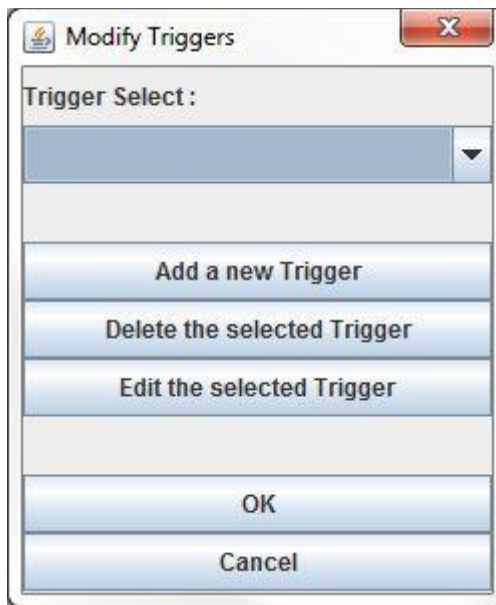 Modify Triggers
Trigger Select :
Add a new Trigger
Delete the selected Trigger
Edit the selected Trigger
OK
Cancel